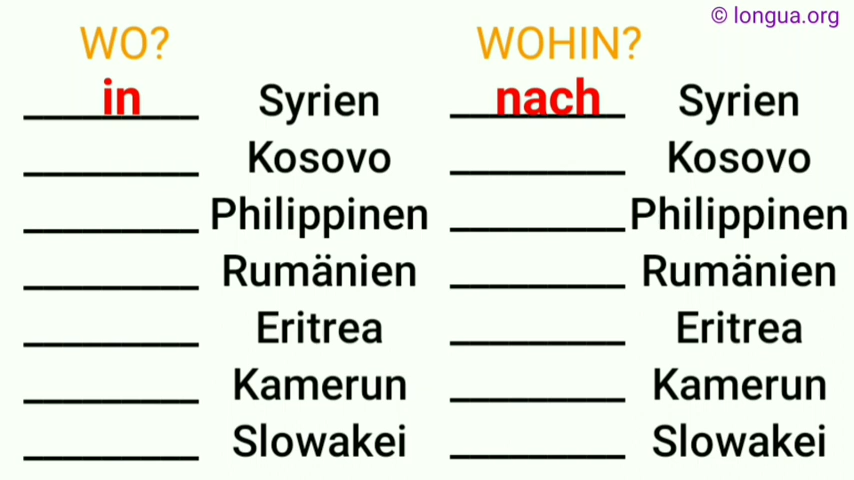 © longua.org
WO? WOHIN?
in Syrien nach Syrien
Kosovo Kosovo
Philippinen Philippinen
Rumänien Rumänien
Eritrea Eritrea
Kamerun Kamerun
Slowakei Slowakei